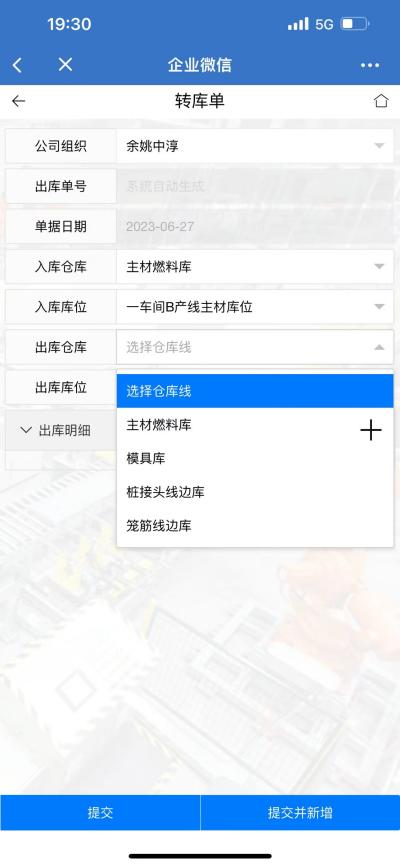 19:30
5G
企业微信
转库单
公司组织 余姚中淳
出库单号 系统自动生成
单据日期 2023-06-27
入库仓库 主材燃料库
入库库位 一车间B产线主材库位
出库仓库 选择仓库线
出库库位 选择仓库线
主材燃料库
出库明细
模具库
桩接头线边库
笼筋线边库
提交 提交并新增